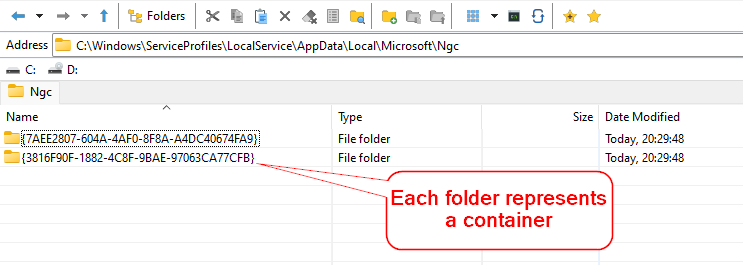 Folders
Address C:\Windows\ServiceProfiles\LocalService\AppData\Local\Microsoft\Ngc
C: D:
Ngc
Name Type Size Date Modified
{7AEE2807-604A-4AF0-8F8A-A4DC40674FA9} File folder Today, 20:29:48
{3816F90F-1882-4C8F-9BAE-97063CA77CFB} File folder Today, 20:29:48
Each folder represents
a container